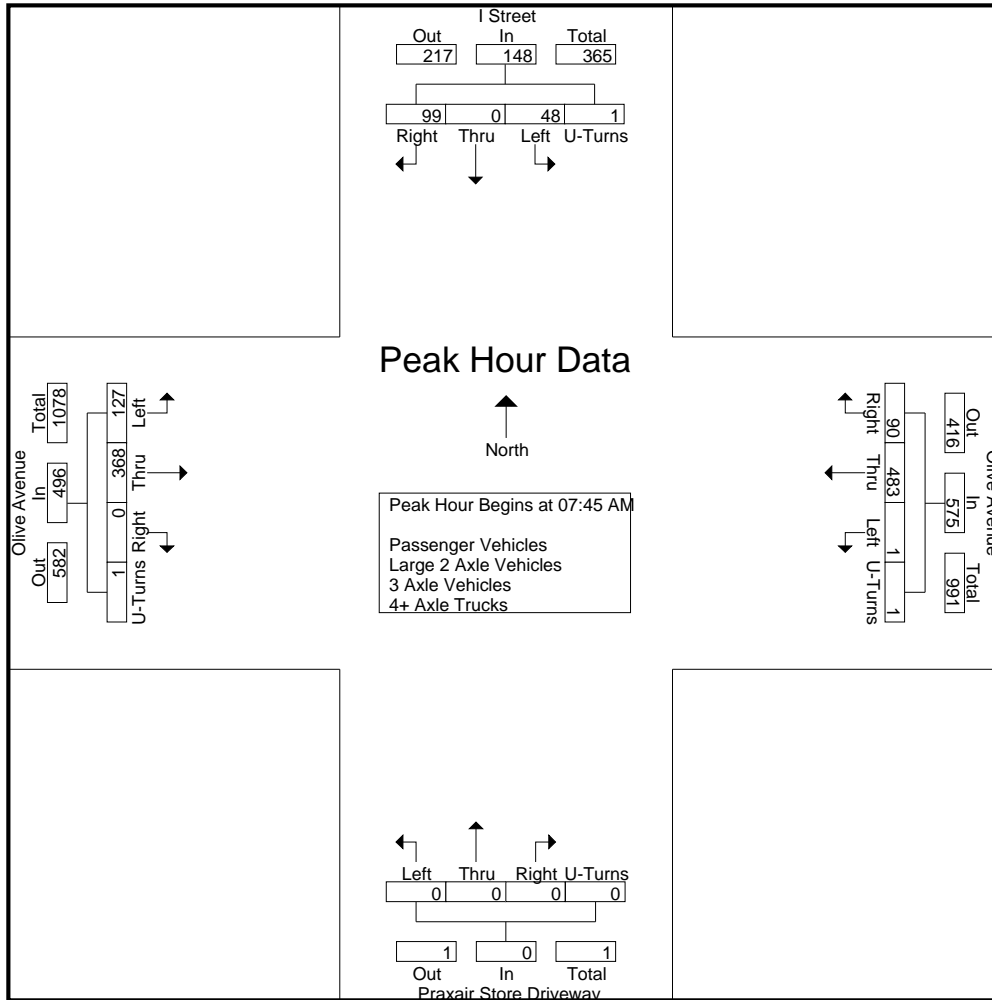 I Street
Out In Total
217 148 365
99 0 48 1
Right Thru Left U-Turns
Peak Hour Data
North
Peak Hour Begins at 07:45 AM
Passenger Vehicles
Large 2 Axle Vehicles
3 Axle Vehicles
4+ Axle Trucks
Olive Avenue
Out In Total
582 496 1078
1 0 368 127
U-Turns Right Thru Left
Olive Avenue
Out In Total
416 575 991
90 483 1 1
Right Thru Left U-Turns
Left Thru Right U-Turns
0 0 0 0
1 0 1
Out In Total
Praxair Store Driveway